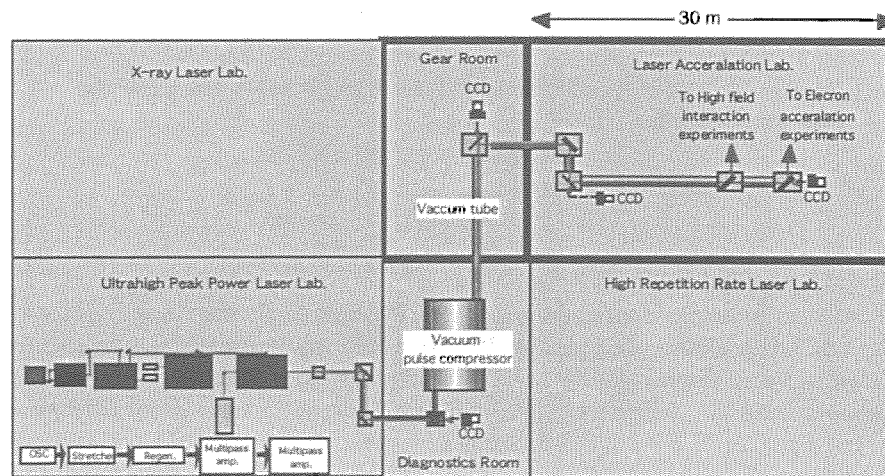 30 m
X-ray Laser Lab.
Gear Room
Laser Acceralation Lab.
CCD
To High field
interaction
experiments
To Elecron
acceralation
experiments
CCD
CCD
Vaccum tube
Ultrahigh Peak Power Laser Lab.
High Repetition Rate Laser Lab.
Vacuum
pulse compressor
CCD
OSC
Stretcher
Regen.
Multipass
amp.
Multipass
amp.
Diagnostics Room